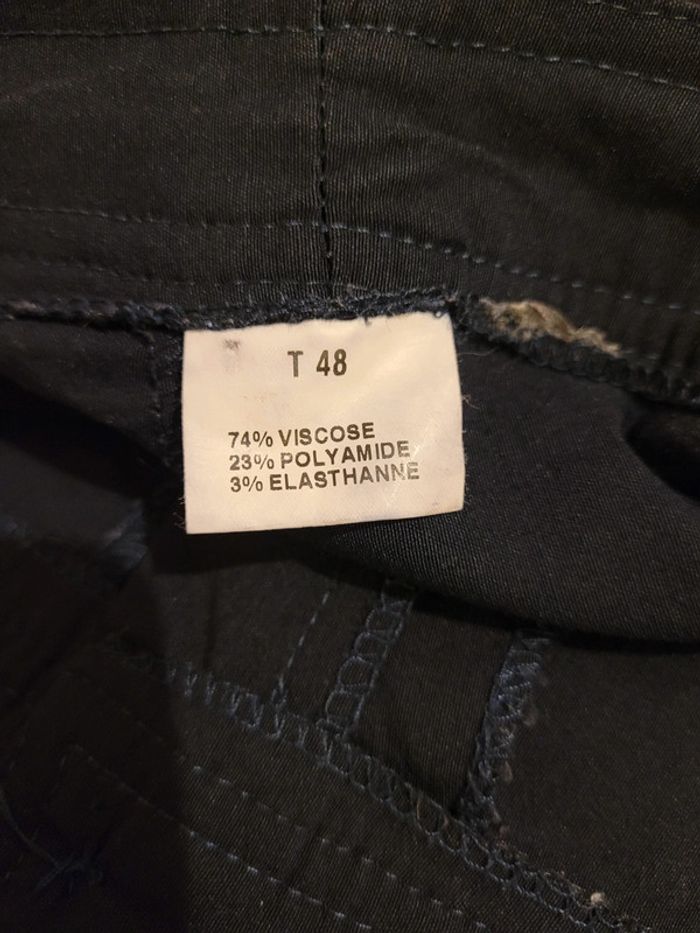 T 48
74% VISCOSE
23% POLYAMIDE
3% ELASTHANNE